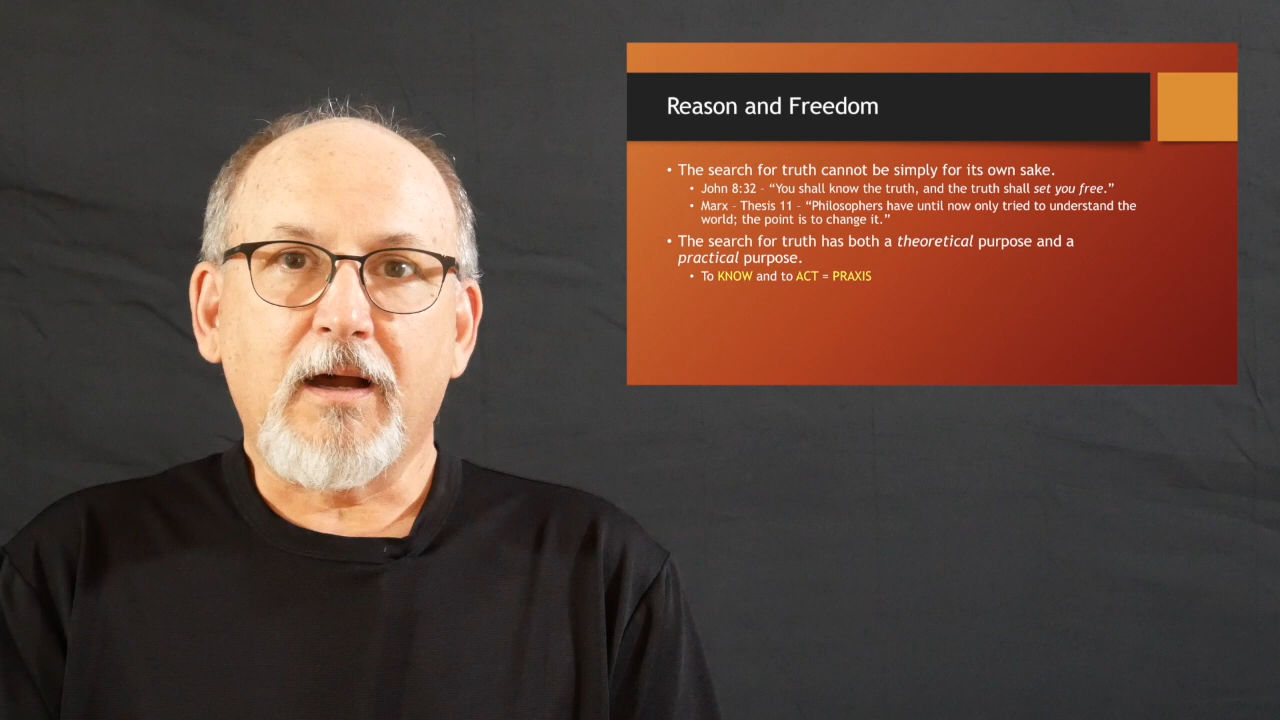 Reason and Freedom
• The search for truth cannot be simply for its own sake.
• John 8:32 - “You shall know the truth, and the truth shall set you free.”
• Marx - Thesis 11 - “Philosophers have until now only tried to understand the
world; the point is to change it.”
• The search for truth has both a theoretical purpose and a
practical purpose.
• To KNOW and to ACT = PRAXIS